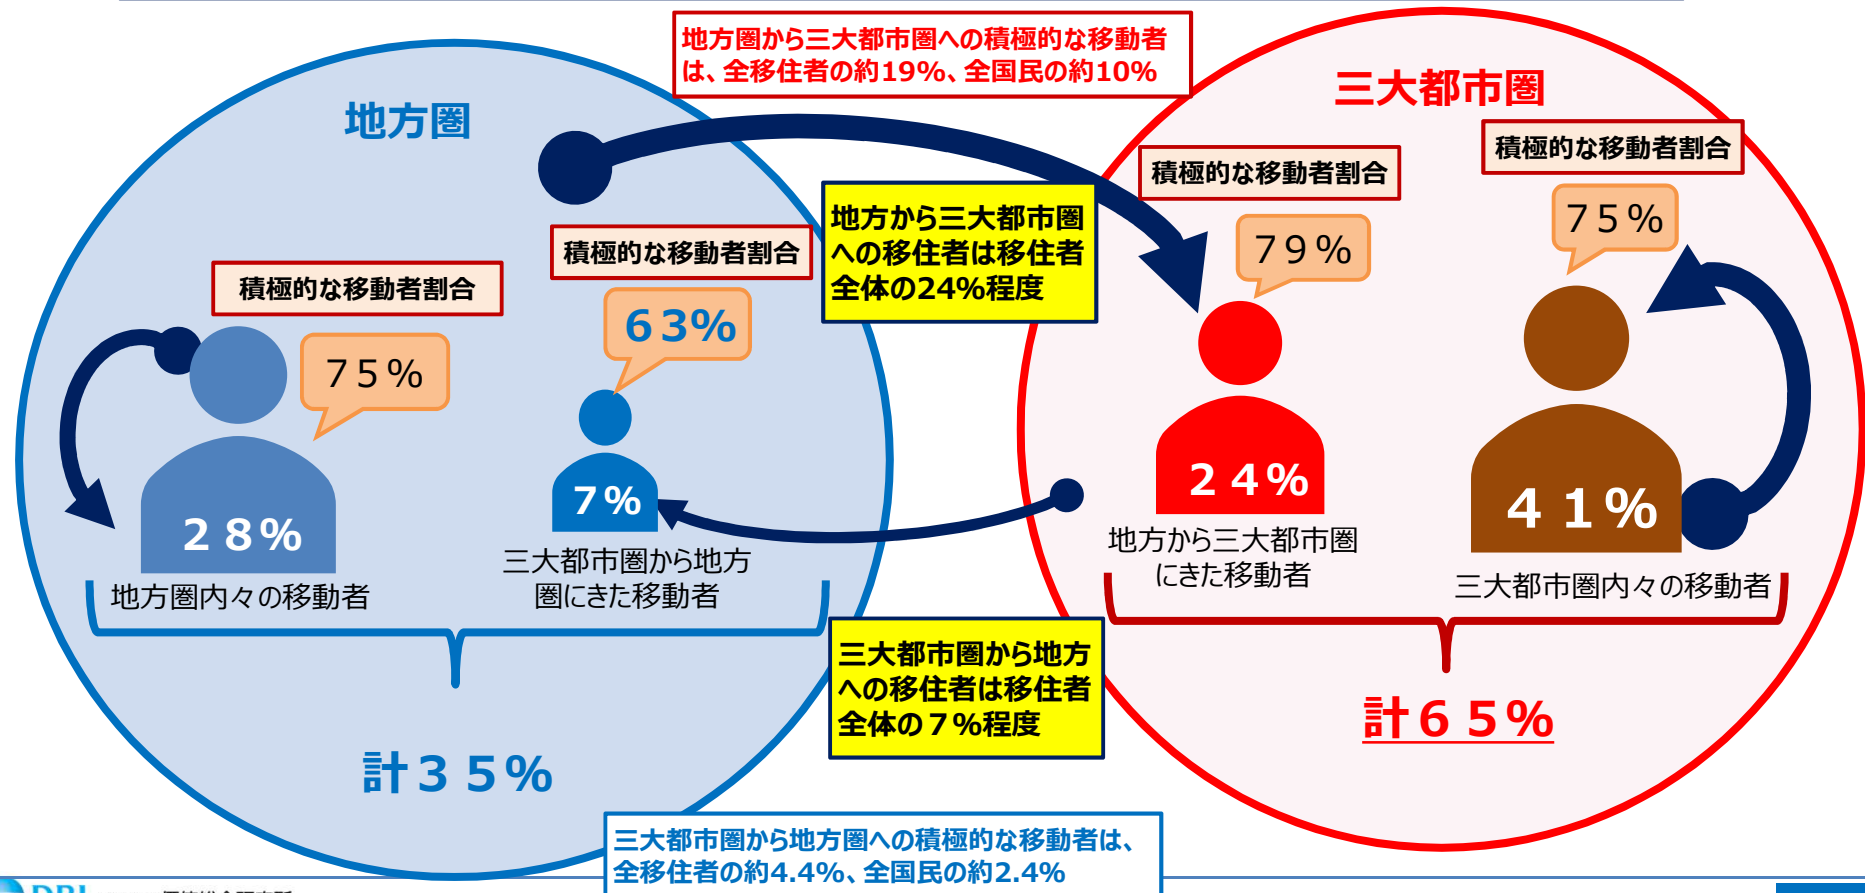 地方圏から三大都市圏への積極的な移動者
は、全移住者の約19%、全国民の約10%
地方圏
三大都市圏
積極的な移動者割合
75%
積極的な移動者割合
63%
地方から三大都市圏
への移住者は移住者
全体の24%程度
積極的な移動者割合
79%
積極的な移動者割合
75%
28%
地方圏内々の移動者
7%
三大都市圏から地方
圏にきた移動者
24%
地方から三大都市圏
にきた移動者
41%
三大都市圏内々の移動者
三大都市圏から地方
への移住者は移住者
全体の7%程度
計35%
計65%
三大都市圏から地方圏への積極的な移動者は、
全移住者の約4.4%、全国民の約2.4%